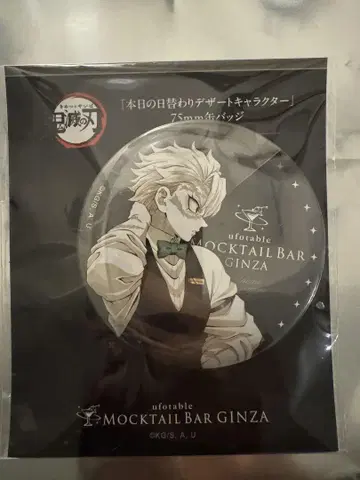 鬼滅の刃
「本日の日替わりデザートキャラクター」
75mm缶バッジ
©KG/S, A, U
ufotable
MOCKTAIL BAR
GINZA
ufotable
MOCKTAIL BAR GINZA
©KG/S, A, U